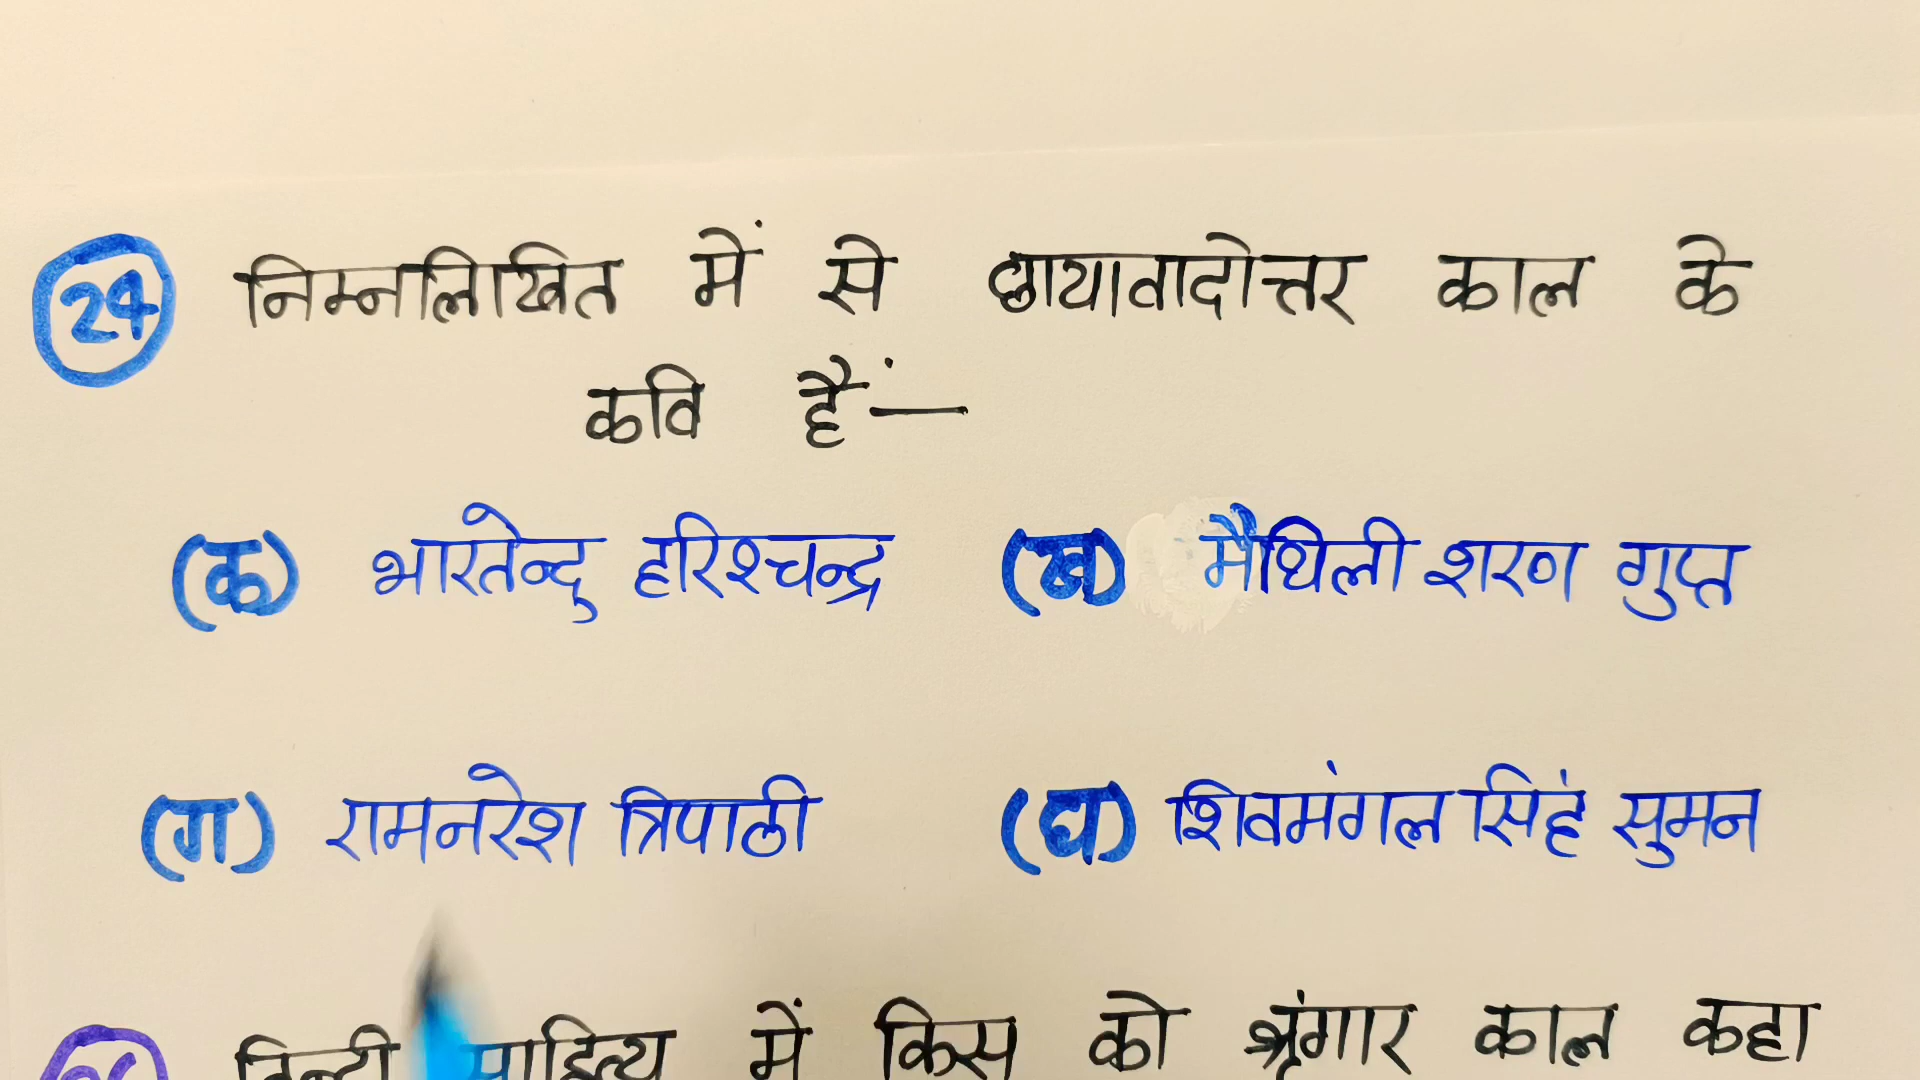 24 निम्नलिखित में से छायावादोत्तर काल के
कवि हैं—
(क) भारतेन्दु हरिश्चन्द्र (ख) मैथिली शरण गुप्त
(ग) रामनरेश त्रिपाठी (घ) शिवमंगल सिहं सुमन
हिन्दी साहित्य में किस को श्रृंगार काल कहा